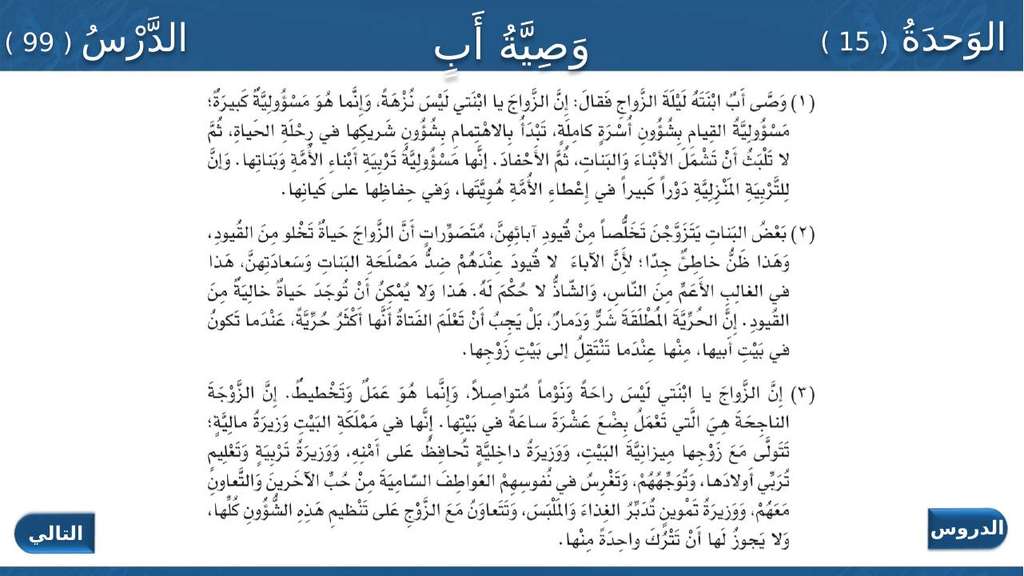 الوَحدَةُ ( 15 )
وَصِيَّةُ أَبٍ
الدَّرْسُ ( 99 )
(١) وَصَّى أَبٌ ابْنَتَهُ لَيْلَةَ الزَّواجِ فَقالَ: إِنَّ الزَّواجَ يا ابْنَتي لَيْسَ نُزْهَةً، وَإِنَّما هُوَ مَسْؤُولِيَّةٌ كَبيرَةٌ؛
مَسْؤُولِيَّةُ القِيامِ بِشُؤُونِ أُسْرَةٍ كامِلَةٍ، تَبْدَأُ بِالاهْتِمامِ بِشُؤُونِ شَريكِها في رِحْلَةِ الحَياةِ، ثُمَّ
لا تَلْبَثُ أَنْ تَشْمَلَ الأَبْناءَ وَالبَناتِ، ثُمَّ الأَحْفادَ. إِنَّها مَسْؤُولِيَّةُ تَرْبِيَةِ أَبْناءِ الأُمَّةِ وَبَناتِها. وَإِنَّ
لِلتَّرْبِيَةِ المَنْزِلِيَّةِ دَوْراً كَبيراً في إِعْطاءِ الأُمَّةِ هُوِيَّتَها، وَفي حِفاظِها على كَيانِها.
(٢) بَعْضُ البَناتِ يَتَزَوَّجْنَ تَخَلُّصاً مِنْ قُيودِ آبائِهِنَّ، مُتَصَوِّراتٍ أَنَّ الزَّواجَ حَياةٌ تَخْلو مِنَ القُيودِ،
وَهَذا ظَنٌّ خاطِئٌ جِدًا؛ لأَنَّ الآباءَ لا قُيودَ عِنْدَهُمْ ضِدُّ مَصْلَحَةِ البَناتِ وَسَعادَتِهِنَّ، هَذا
في الغالِبِ الأَعَمِّ مِنَ النّاسِ، وَالشّاذُّ لا حُكْمَ لَهُ. هَذا وَلا يُمْكِنُ أَنْ تُوجَدَ حَياةٌ خالِيَةٌ مِنَ
القُيودِ. إِنَّ الحُرِّيَّةَ المُطْلَقَةَ شَرٌّ وَدَمارٌ، بَلْ يَجِبُ أَنْ تَعْلَمَ الفَتاةُ أَنَّها أَكْثَرُ حُرِّيَّةً، عَنْدَما تَكونُ
في بَيْتِ أَبيها، مِنْها عِنْدَما تَنْتَقِلُ إلى بَيْتِ زَوْجِها.
(٣) إِنَّ الزَّواجَ يا ابْنَتي لَيْسَ راحَةً وَنَوْماً مُتواصِلاً، وَإِنَّما هُوَ عَمَلٌ وَتَخْطيطٌ. إِنَّ الزَّوْجَةَ
الناجِحَةَ هِيَ الَّتي تَعْمَلُ بِضْعَ عَشْرَةَ ساعَةً في بَيْتِها. إِنَّها في مَمْلَكَةِ البَيْتِ وَزيرَةُ مالِيَّةٍ؛
تَتَولَّى مَعَ زَوْجِها ميزانِيَّةَ البَيْتِ، وَوَزيرَةُ داخِلِيَّةٍ تُحافِظُ عَلى أَمْنِهِ، وَوَزيرَةُ تَرْبِيَةٍ وَتَعْليمٍ
تُرَبِّي أَولادَها، وَتُوَجِّهُهُمْ، وَتَغْرِسُ في نُفوسِهِمْ العَواطِفَ السّامِيَةَ مِنْ حُبِّ الآخَرينَ وَالتَّعاوُنِ
مَعَهُمْ، وَوَزيرَةُ تَمْوينٍ تُدَبِّرُ الغِذاءَ وَالمَلْبَسَ، وَتَتَعاوَنُ مَعَ الزَّوْجِ عَلى تَنْظيمِ هَذِهِ الشُّؤُونِ كُلِّها،
وَلا يَجوزُ لَها أَنْ تَتْرُكَ واحِدَةً مِنْها.
الدروس
التالي